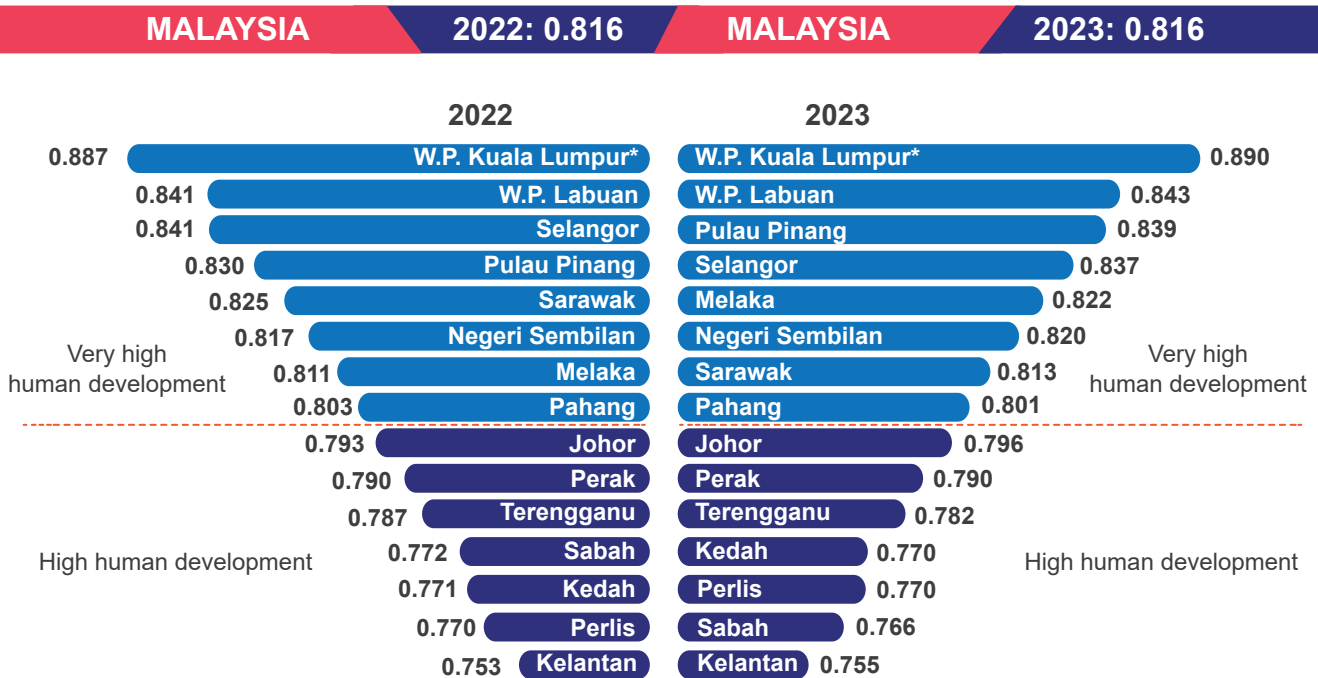 MALAYSIA 2022: 0.816 MALAYSIA 2023: 0.816
2022 2023
0.887 W.P. Kuala Lumpur* W.P. Kuala Lumpur* 0.890
0.841 W.P. Labuan W.P. Labuan 0.843
0.841 Selangor Pulau Pinang 0.839
0.830 Pulau Pinang Selangor 0.837
0.825 Sarawak Melaka 0.822
0.817 Negeri Sembilan Negeri Sembilan 0.820
Very high
human development
0.811 Melaka Sarawak 0.813
Very high
human development
0.803 Pahang Pahang 0.801
0.793 Johor Johor 0.796
0.790 Perak Perak 0.790
0.787 Terengganu Terengganu 0.782
High human development
0.772 Sabah Kedah 0.770
High human development
0.771 Kedah Perlis 0.770
0.770 Perlis Sabah 0.766
0.753 Kelantan Kelantan 0.755